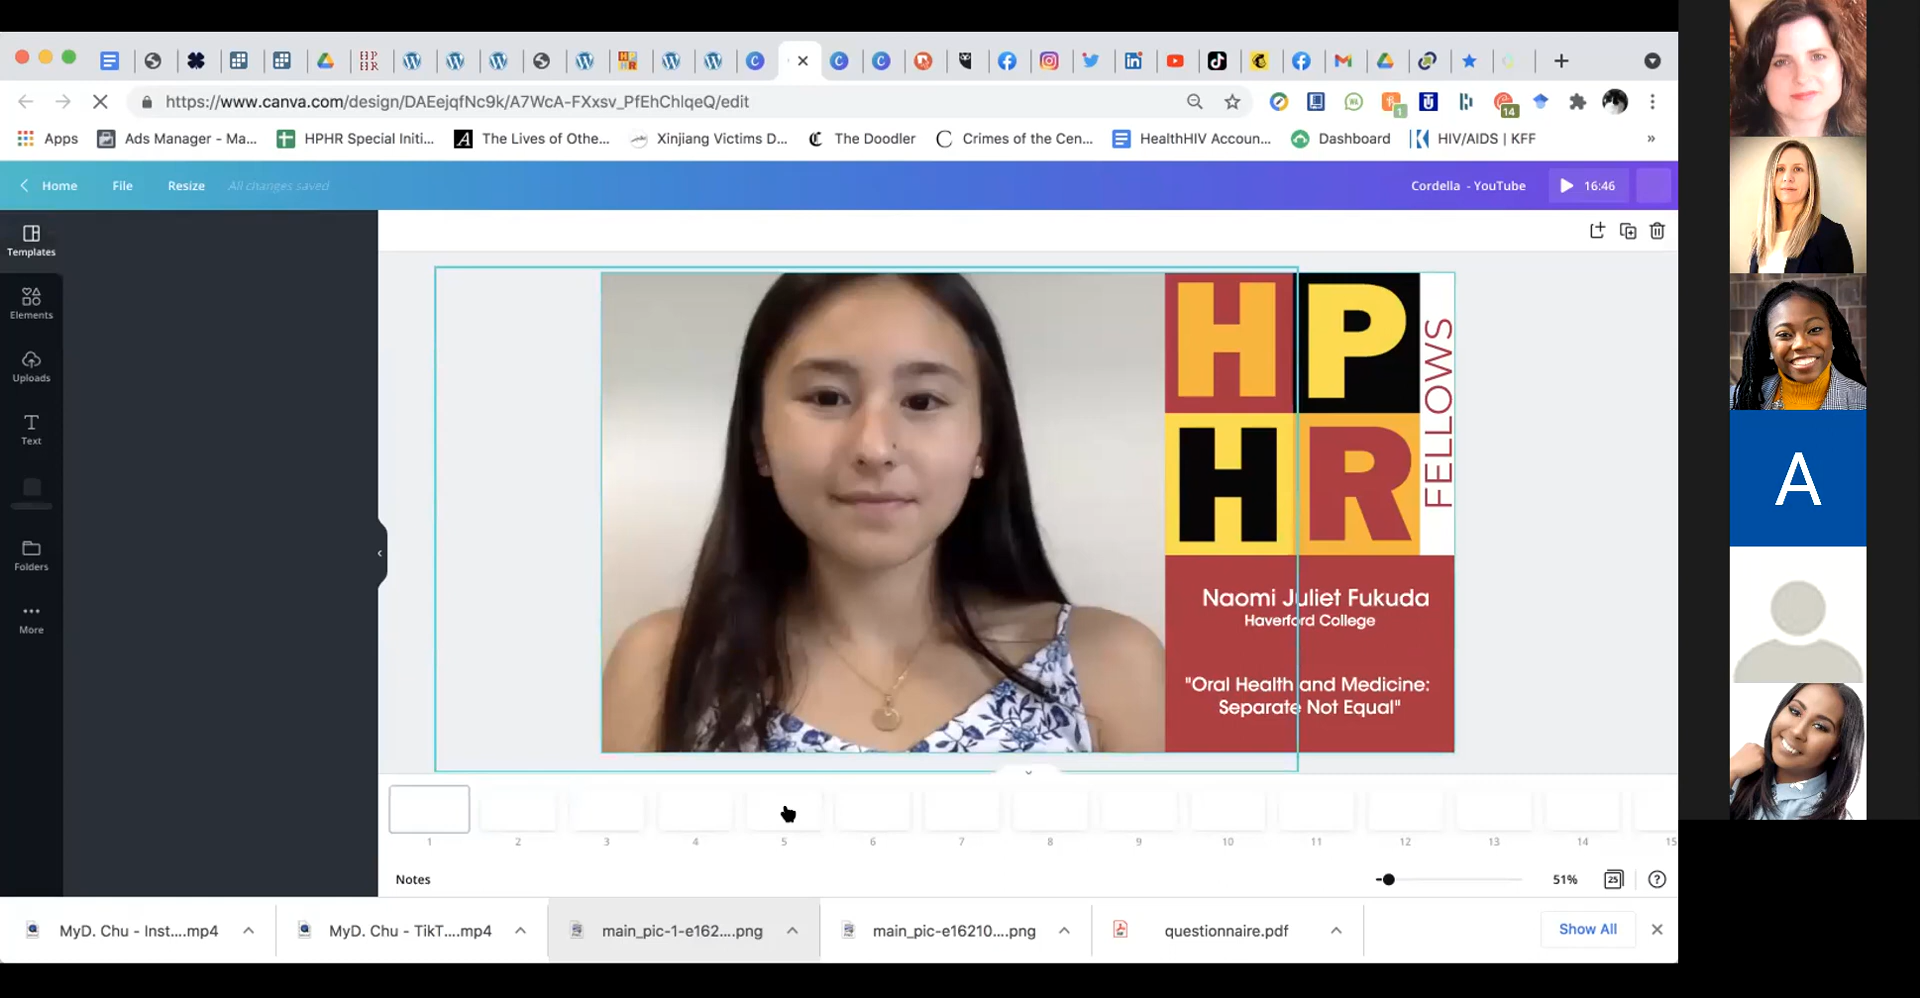 https://www.canva.com/design/DAEejqfNc9k/A7WcA-FXxsv_PfEhChlqeQ/edit
1
14
Apps
Ads Manager - Ma...
HPHR Special Initi...
The Lives of Othe...
Xinjiang Victims D...
The Doodler
Crimes of the Cen...
HealthHIV Accoun...
Dashboard
HIV/AIDS | KFF
»
Home
File
Resize
All changes saved
Cordella - YouTube
16:46
Templates
Elements
Uploads
Text
Folders
More
H P
H R
FELLOWS
Naomi Juliet Fukuda
Haverford College
"Oral Health and Medicine:
Separate Not Equal"
A
1 2 3 4 5 6 7 8 9 10 11 12 13 14 15
Notes
51%
25
MyD. Chu - Inst....mp4
MyD. Chu - TikT....mp4
main_pic-1-e162....png
main_pic-e16210....png
questionnaire.pdf
Show All